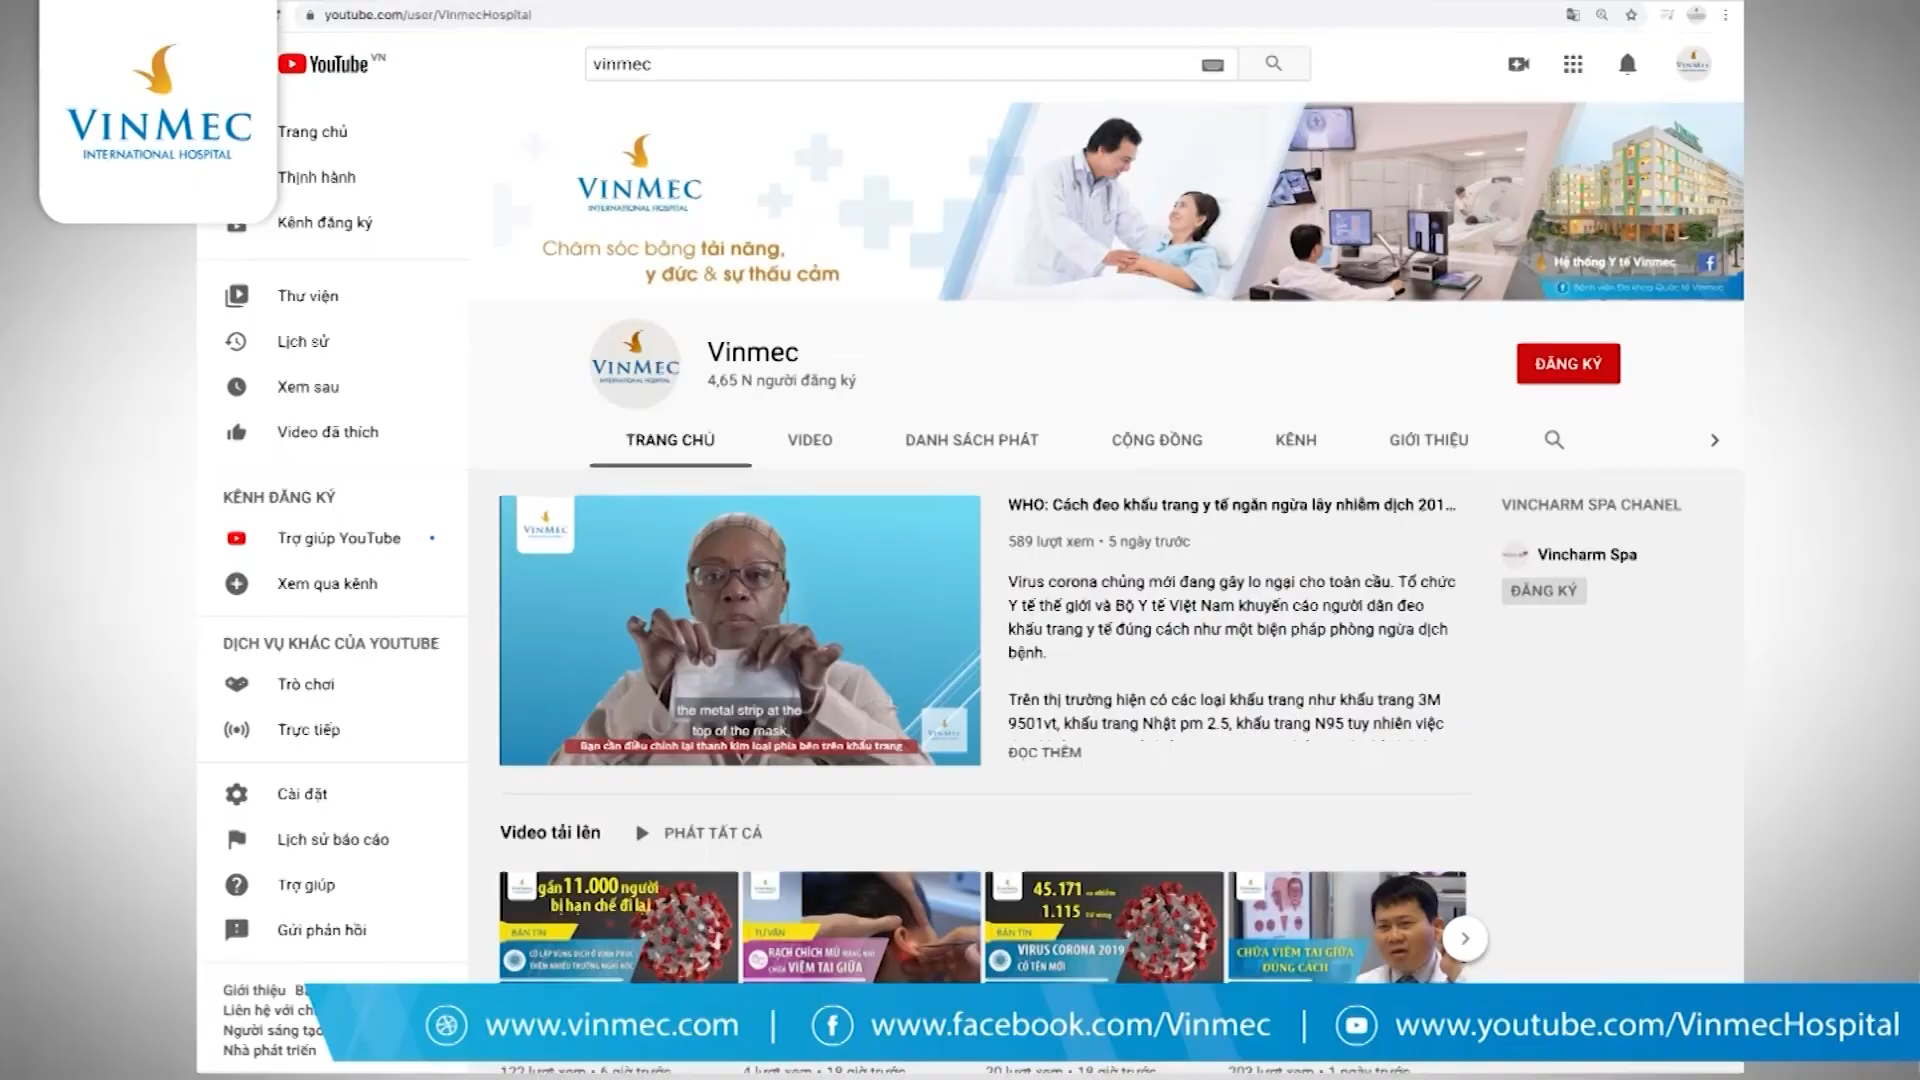 VINMEC
INTERNATIONAL HOSPITAL
youtube.com/user/VinmecHospital
YouTube VN
vinmec
Trang chủ
Thịnh hành
Kênh đăng ký
Thư viện
Lịch sử
Xem sau
Video đã thích
KÊNH ĐĂNG KÝ
Trợ giúp YouTube
Xem qua kênh
DỊCH VỤ KHÁC CỦA YOUTUBE
Trò chơi
Trực tiếp
Cài đặt
Lịch sử báo cáo
Trợ giúp
Gửi phản hồi
Giới thiệu
Liên hệ với
Người sáng tạo
Nhà phát triển
VINMEC
INTERNATIONAL HOSPITAL
Chăm sóc bằng tài năng,
y đức & sự thấu cảm
Hệ thống Y tế Vinmec
Bệnh viện Đa khoa Quốc tế Vinmec
VINMEC
Vinmec
4,65 N người đăng ký
ĐĂNG KÝ
TRANG CHỦ
VIDEO
DANH SÁCH PHÁT
CỘNG ĐỒNG
KÊNH
GIỚI THIỆU
VINMEC
the metal strip at the
top of the mask,
Bạn cần điều chỉnh lại thanh kim loại phía bên trên khẩu trang
WHO: Cách đeo khẩu trang y tế ngăn ngừa lây nhiễm dịch 201...
589 lượt xem • 5 ngày trước
Virus corona chủng mới đang gây lo ngại cho toàn cầu. Tổ chức
Y tế thế giới và Bộ Y tế Việt Nam khuyến cáo người dân đeo
khẩu trang y tế đúng cách như một biện pháp phòng ngừa dịch
bệnh.
Trên thị trường hiện có các loại khẩu trang như khẩu trang 3M
9501vt, khẩu trang Nhật pm 2.5, khẩu trang N95 tuy nhiên việc
ĐỌC THÊM
VINCHARM SPA CHANEL
Vincharm Spa
ĐĂNG KÝ
Video tải lên
PHÁT TẤT CẢ
gần 11.000 người
bị hạn chế đi lại
BẢN TIN
CÔ LẬP VÙNG DỊCH Ở VĨNH PHÚC
THÊM NHIỀU TRƯỜNG NGHỈ HỌC
TƯ VẤN
RẠCH CHÍCH MỦ MÀNG NHĨ
CHỮA VIÊM TAI GIỮA
45.171 ca nhiễm
1.115 tử vong
BẢN TIN
VIRUS CORONA 2019
CÓ TÊN MỚI
CHỮA VIÊM TAI GIỮA
ĐÚNG CÁCH
www.vinmec.com | www.facebook.com/Vinmec | www.youtube.com/VinmecHospital
122 lượt xem • 6 giờ trước
4 lượt xem • 18 giờ trước
20 lượt xem • 18 giờ trước
203 lượt xem • 1 ngày trước